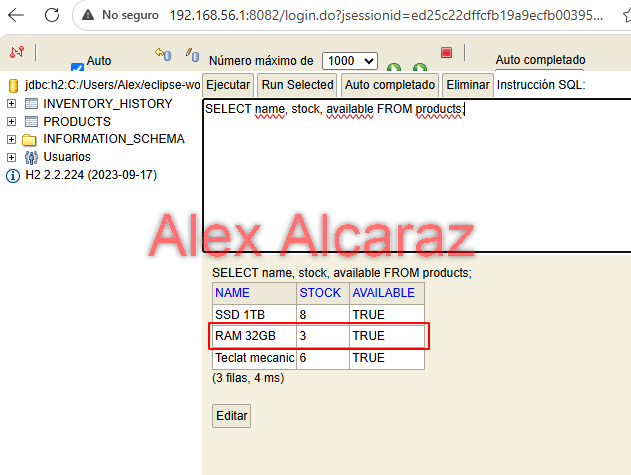 No seguro
192.168.56.1:8082/login.do?jsessionid=ed25c22dffcfb19a9ecfb00395...
Auto
Número máximo de
1000
Auto completado
jdbc:h2:C:/Users/Alex/eclipse-wo
INVENTORY_HISTORY
PRODUCTS
INFORMATION_SCHEMA
Usuarios
H2 2.2.224 (2023-09-17)
Ejecutar Run Selected Auto completado Eliminar Instrucción SQL:
SELECT name, stock, available FROM products;
Alex Alcaraz
SELECT name, stock, available FROM products;
NAME STOCK AVAILABLE
SSD 1TB 8 TRUE
RAM 32GB 3 TRUE
Teclat mecanic 6 TRUE
(3 filas, 4 ms)
Editar